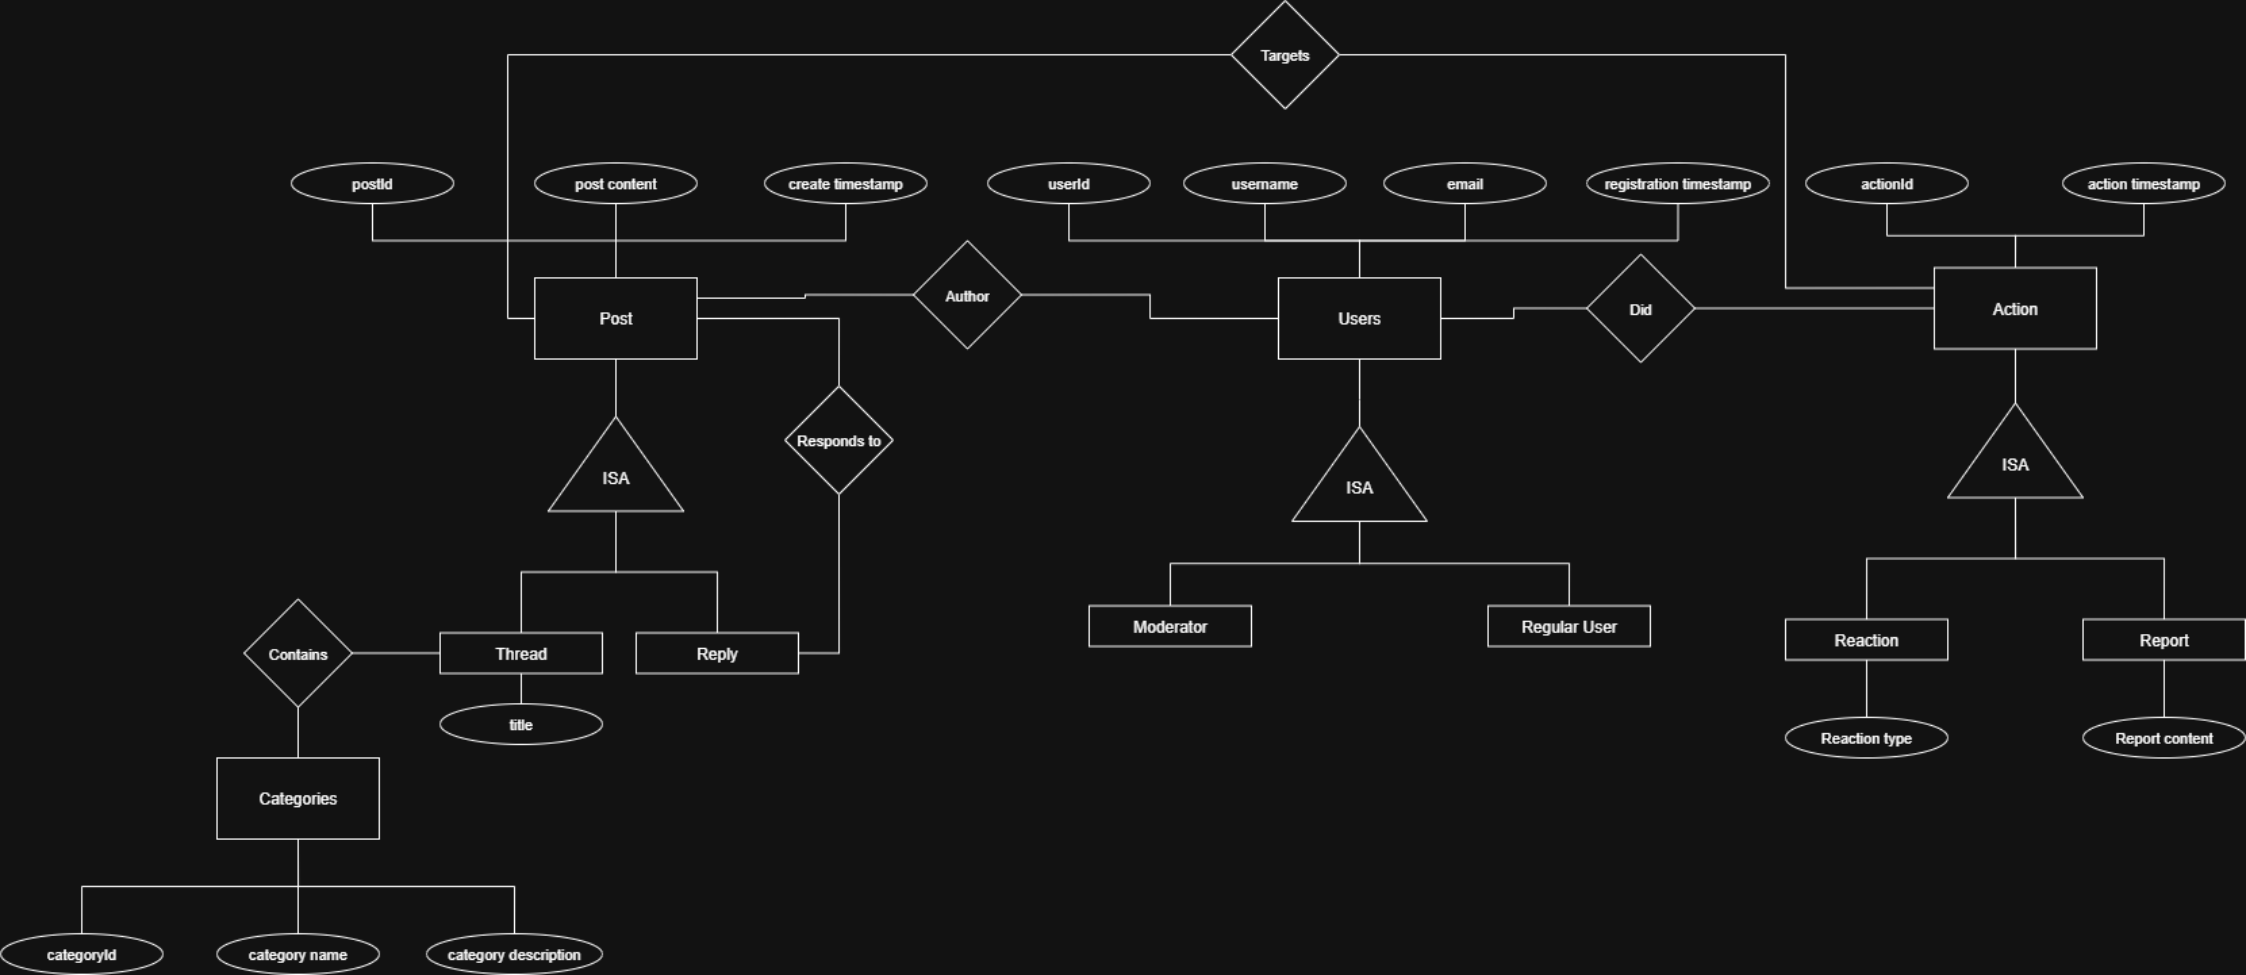 Targets
postId
post content
create timestamp
userId
username
email
registration timestamp
actionId
action timestamp
Post
Author
Users
Did
Action
Responds to
ISA
ISA
ISA
Contains
Thread
Reply
Moderator
Regular User
Reaction
Report
title
Reaction type
Report content
Categories
categoryId
category name
category description